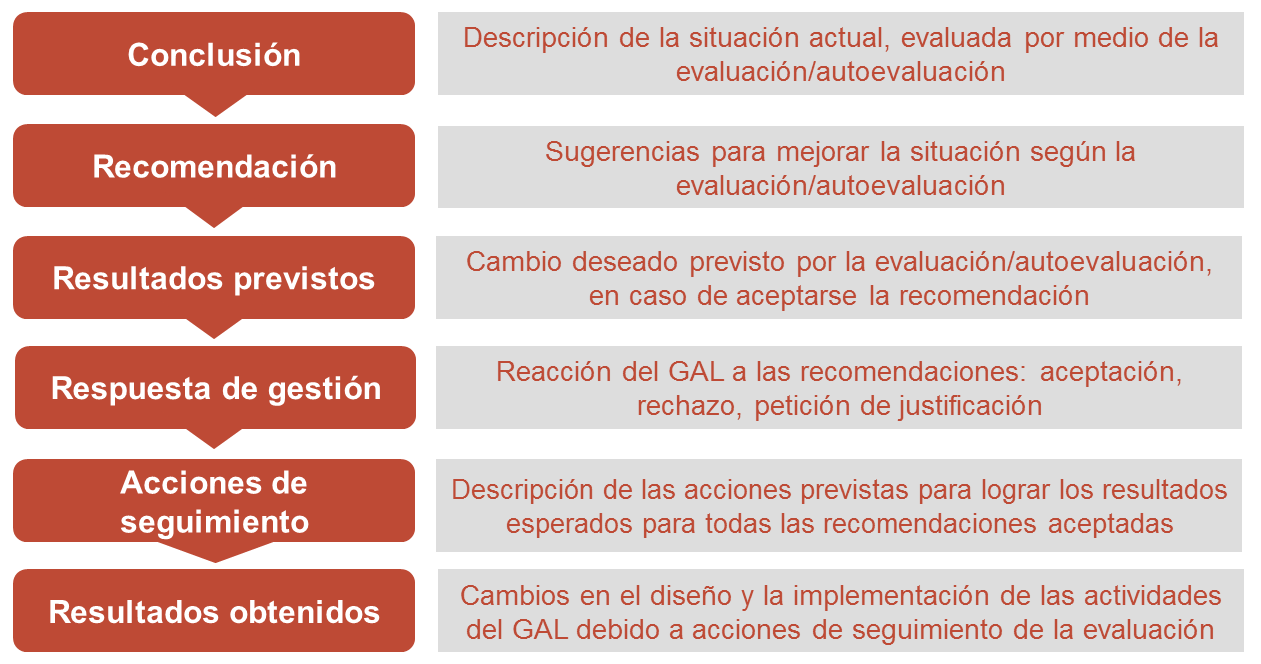 Conclusión
Descripción de la situación actual, evaluada por medio de la
evaluación/autoevaluación
Recomendación
Sugerencias para mejorar la situación según la
evaluación/autoevaluación
Resultados previstos
Cambio deseado previsto por la evaluación/autoevaluación,
en caso de aceptarse la recomendación
Respuesta de gestión
Reacción del GAL a las recomendaciones: aceptación,
rechazo, petición de justificación
Acciones de
seguimiento
Descripción de las acciones previstas para lograr los resultados
esperados para todas las recomendaciones aceptadas
Resultados obtenidos
Cambios en el diseño y la implementación de las actividades
del GAL debido a acciones de seguimiento de la evaluación